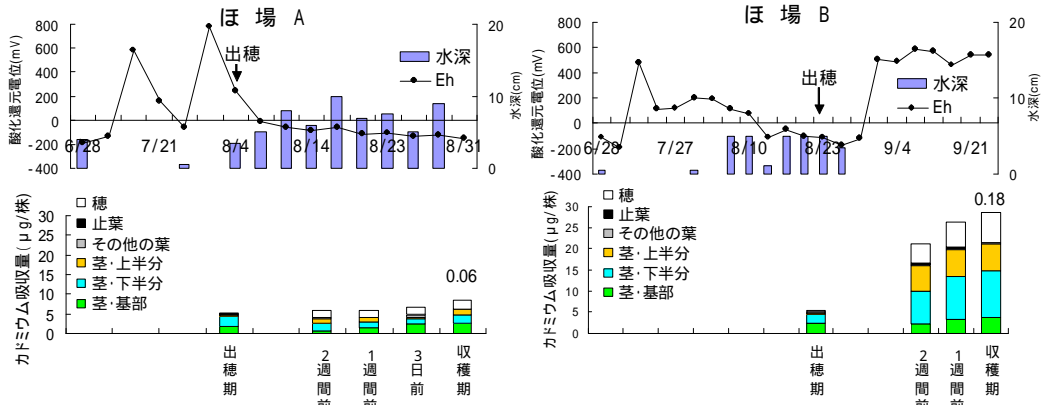 ほ 場 A
酸化還元電位(mV)
800
600
400
200
0
-200
-400
出穂
水深
Eh
20
10
0
水深(cm)
6/28
7/21
8/4
8/14
8/23
8/31
ほ 場 B
酸化還元電位(mV)
800
600
400
200
0
-200
-400
出穂
水深
Eh
20
10
0
水深(cm)
6/28
7/27
8/10
8/23
9/4
9/21
カドミウム吸収量(μg/株)
30
25
20
15
10
5
0
穂
止葉
その他の葉
茎・上半分
茎・下半分
茎・基部
0.06
出穂期
2週間前
1週間前
3日前
収穫期
カドミウム吸収量(μg/株)
30
25
20
15
10
5
0
穂
止葉
その他の葉
茎・上半分
茎・下半分
茎・基部
0.18
出穂期
2週間前
1週間前
収穫期